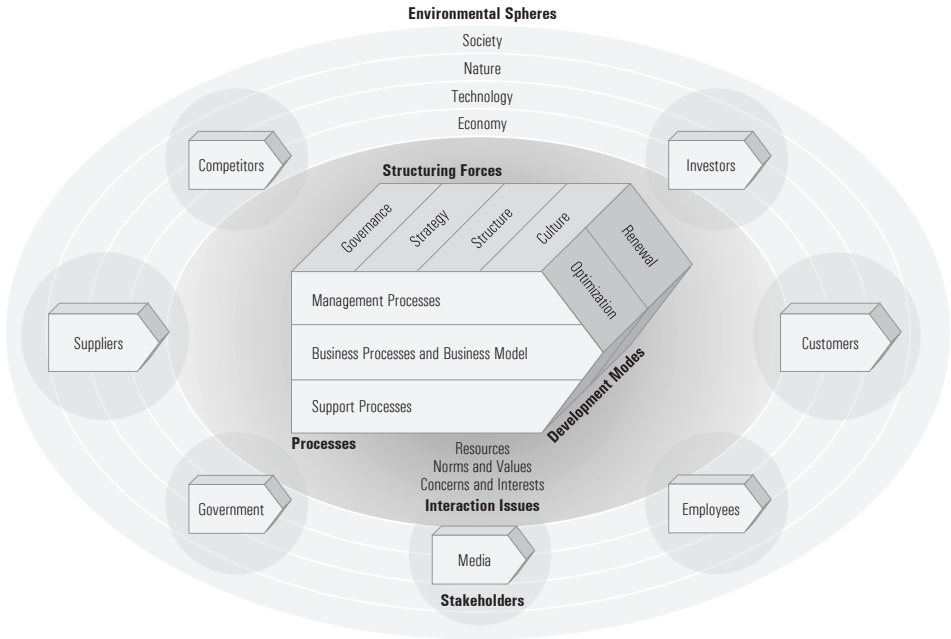 Environmental Spheres
Society
Nature
Technology
Economy
Competitors
Investors
Structuring Forces
Governance
Strategy
Structure
Culture
Renewal
Optimization
Management Processes
Suppliers
Business Processes and Business Model
Customers
Support Processes
Development Modes
Processes
Resources
Norms and Values
Concerns and Interests
Interaction Issues
Government
Employees
Media
Stakeholders